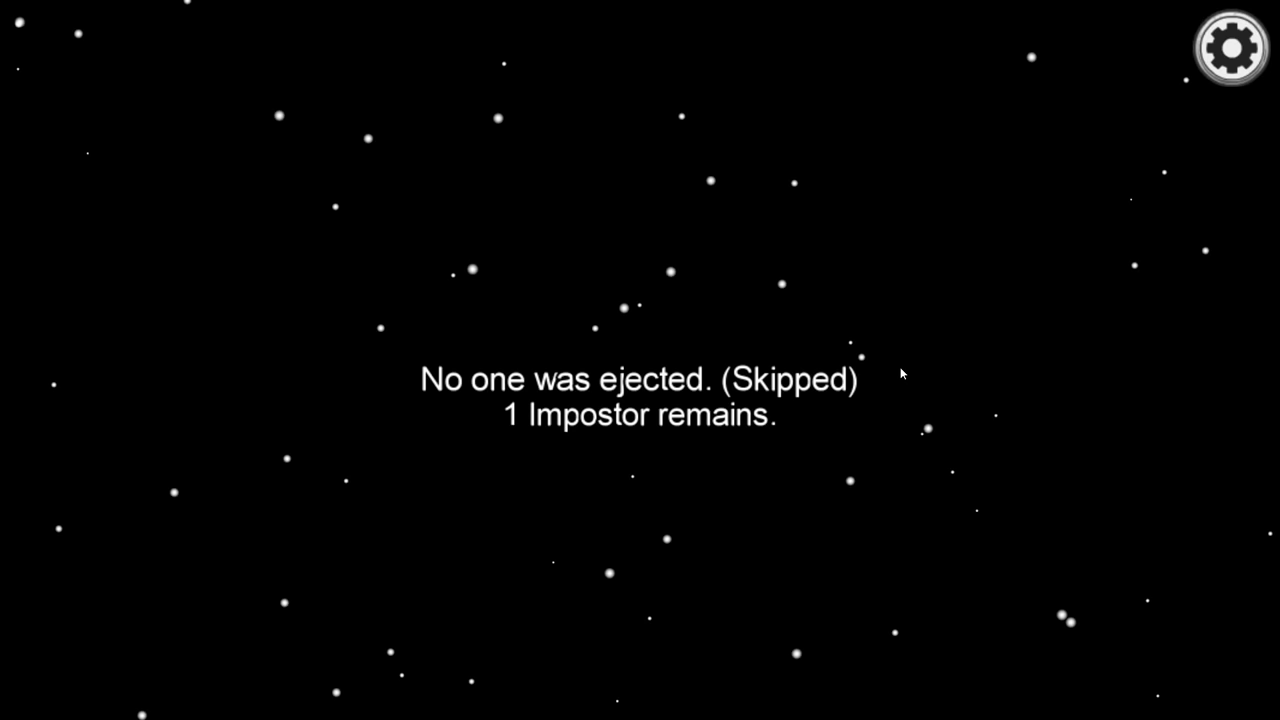 No one was ejected. (Skipped)
1 Impostor remains.